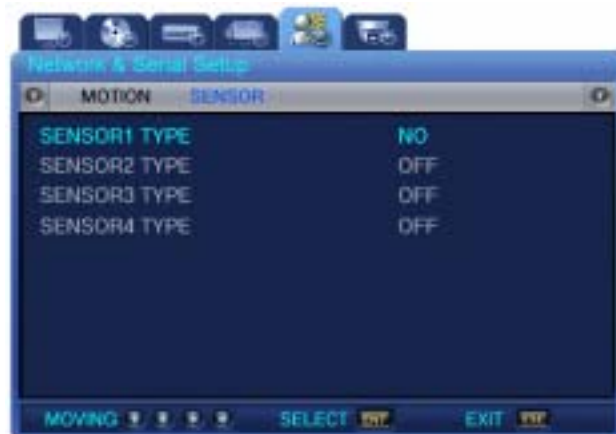 Network & Serial Setup
MOTION SENSOR
SENSOR1 TYPE NO
SENSOR2 TYPE OFF
SENSOR3 TYPE OFF
SENSOR4 TYPE OFF
MOVING SELECT ENT EXIT